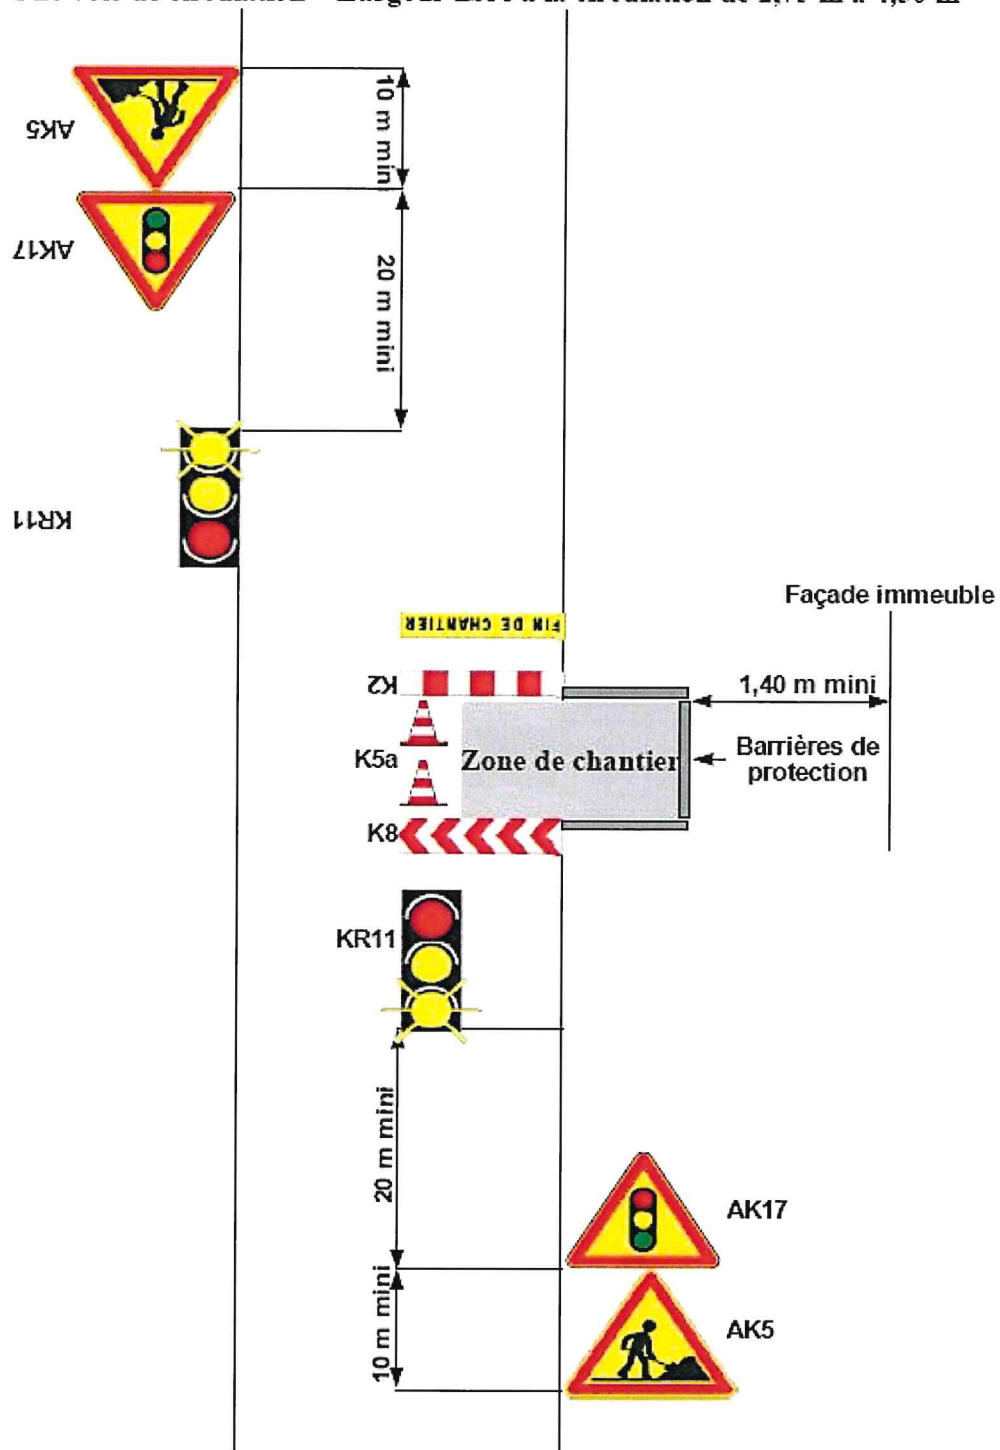 10 m mini
AK5
AK17
20 m mini
KR11
Façade immeuble
FIN DE CHANTIER
K2
1,40 m mini
K5a
Zone de chantier
Barrières de
protection
K8
KR11
20 m mini
AK17
10 m mini
AK5